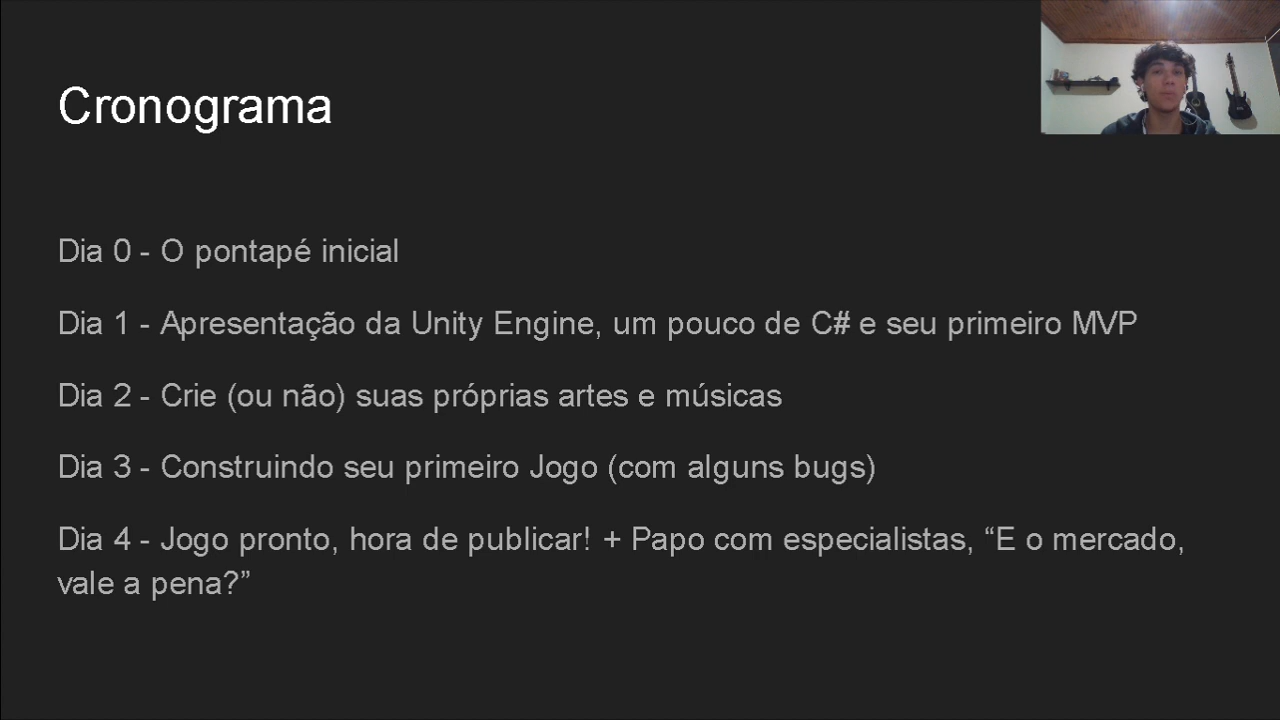 Cronograma
Dia 0 - O pontapé inicial
Dia 1 - Apresentação da Unity Engine, um pouco de C# e seu primeiro MVP
Dia 2 - Crie (ou não) suas próprias artes e músicas
Dia 3 - Construindo seu primeiro Jogo (com alguns bugs)
Dia 4 - Jogo pronto, hora de publicar! + Papo com especialistas, “E o mercado,
vale a pena?”